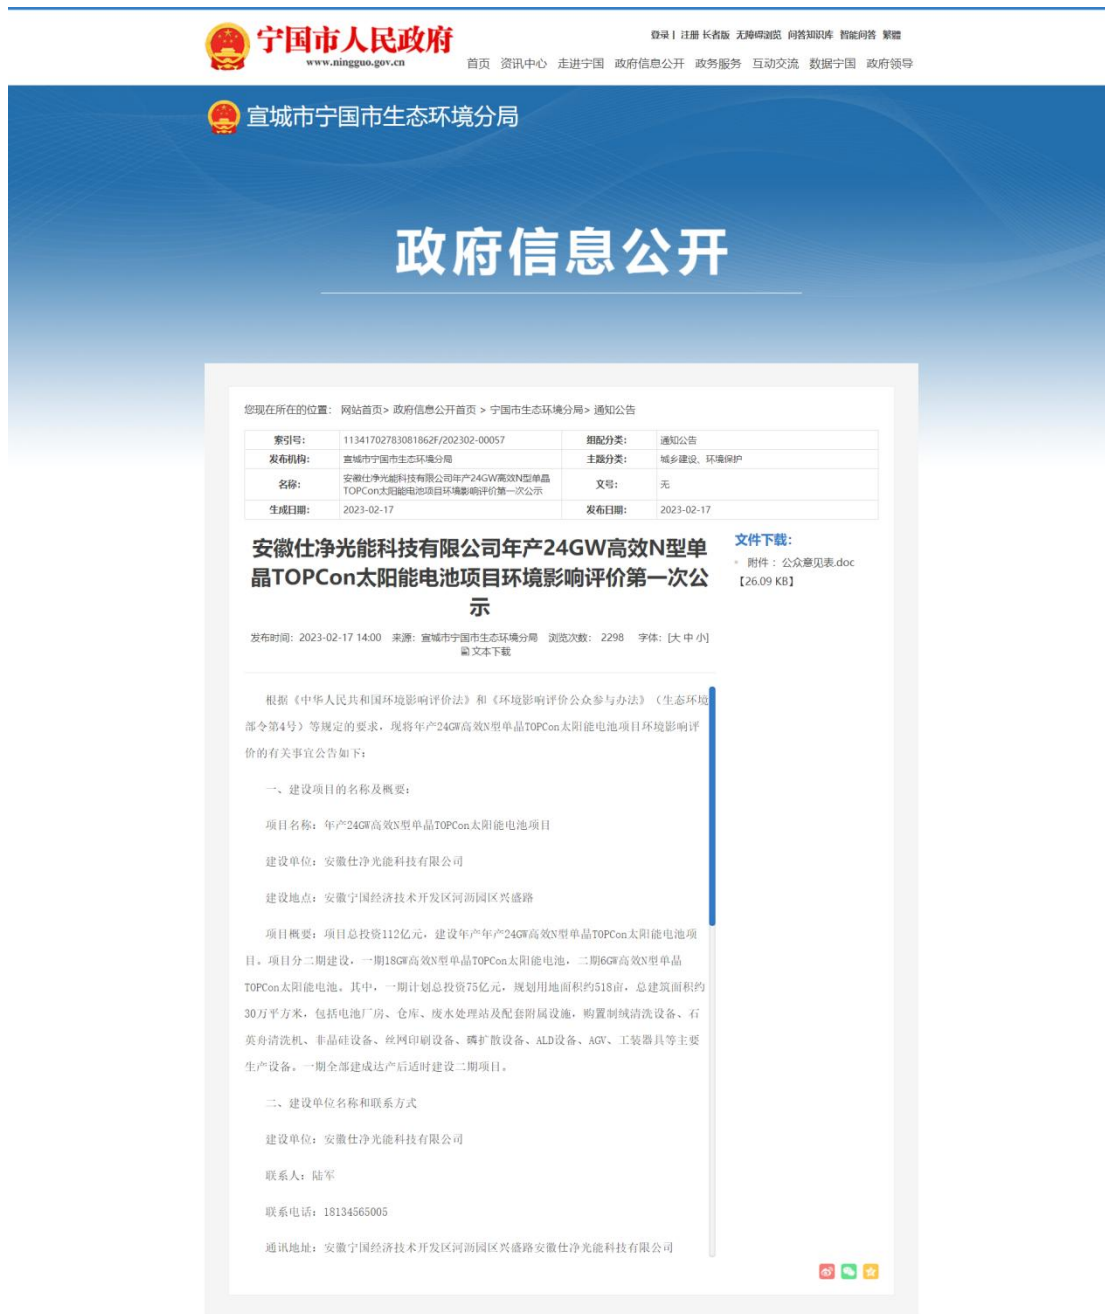 宁国市人民政府
www.ningguo.gov.cn
登录 | 注册 长者版 无障碍浏览 问答知识库 智能问答 繁體
首页 资讯中心 走进宁国 政府信息公开 政务服务 互动交流 数据宁国 政府领导
宣城市宁国市生态环境分局
政府信息公开
您现在所在的位置： 网站首页> 政府信息公开首页 > 宁国市生态环境分局> 通知公告
索引号： 11341702783081862F/202302-00057 组配分类： 通知公告
发布机构： 宣城市宁国市生态环境分局 主题分类： 城乡建设、环境保护
名称： 安徽仕净光能科技有限公司年产24GW高效N型单晶
TOPCon太阳能电池项目环境影响评价第一次公示 文号： 无
生成日期： 2023-02-17 发布日期： 2023-02-17
安徽仕净光能科技有限公司年产24GW高效N型单
晶TOPCon太阳能电池项目环境影响评价第一次公
示
发布时间：2023-02-17 14:00 来源：宣城市宁国市生态环境分局 浏览次数： 2298 字体：[大 中 小]
文本下载
文件下载：
附件： 公众意见表.doc
【26.09 KB】
根据《中华人民共和国环境影响评价法》和《环境影响评价公众参与办法》（生态环境
部令第4号）等规定的要求，现将年产24GW高效N型单晶TOPCon太阳能电池项目环境影响评
价的有关事宜公告如下：
一、建设项目的名称及概要：
项目名称：年产24GW高效N型单晶TOPCon太阳能电池项目
建设单位：安徽仕净光能科技有限公司
建设地点：安徽宁国经济技术开发区河沥园区兴盛路
项目概要：项目总投资112亿元，建设年产年产24GW高效N型单晶TOPCon太阳能电池项
目。项目分二期建设，一期18GW高效N型单晶TOPCon太阳能电池，二期6GW高效N型单晶
TOPCon太阳能电池。其中，一期计划总投资75亿元，规划用地面积约518亩，总建筑面积约
30万平方米，包括电池厂房、仓库、废水处理站及配套附属设施，购置制绒清洗设备、石
英舟清洗机、非晶硅设备、丝网印刷设备、磷扩散设备、ALD设备、AGV、工装器具等主要
生产设备。一期全部建成达产后适时建设二期项目。
二、建设单位名称和联系方式
建设单位：安徽仕净光能科技有限公司
联系人：陆军
联系电话：18134565005
通讯地址：安徽宁国经济技术开发区河沥园区兴盛路安徽仕净光能科技有限公司